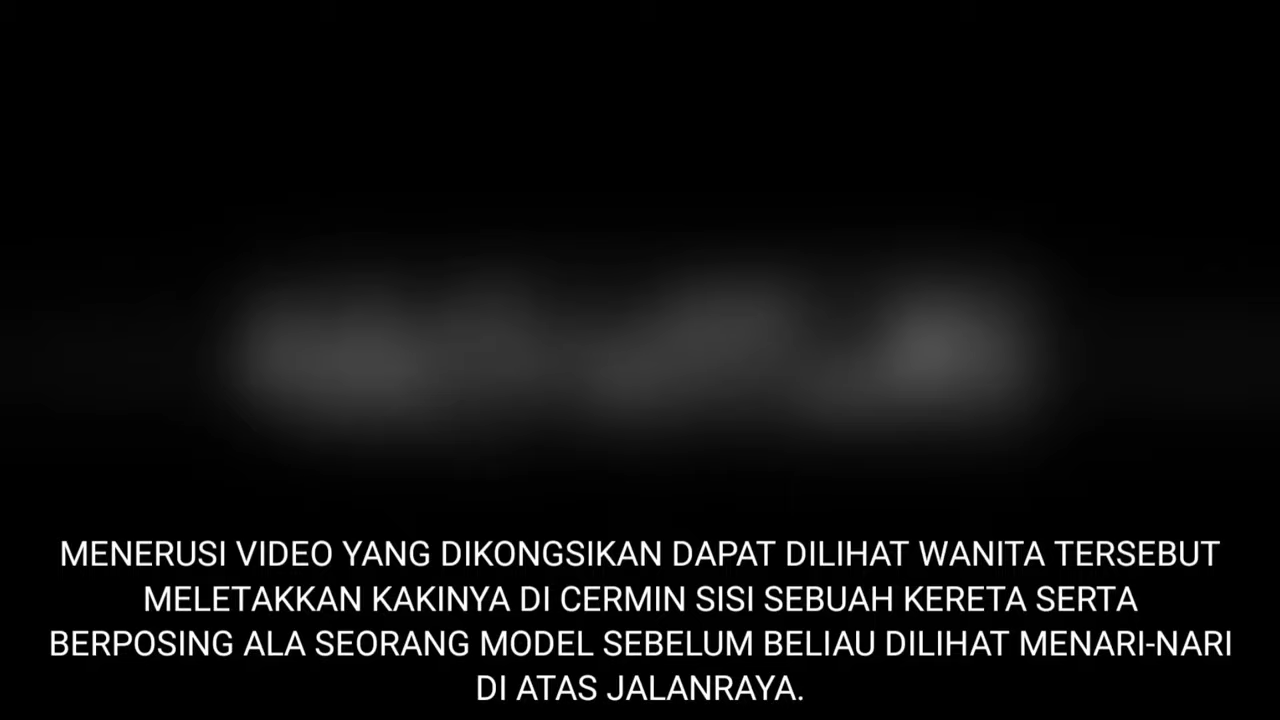 MENERUSI VIDEO YANG DIKONGSIKAN DAPAT DILIHAT WANITA TERSEBUT
MELETAKKAN KAKINYA DI CERMIN SISI SEBUAH KERETA SERTA
BERPOSING ALA SEORANG MODEL SEBELUM BELIAU DILIHAT MENARI-NARI
DI ATAS JALANRAYA.